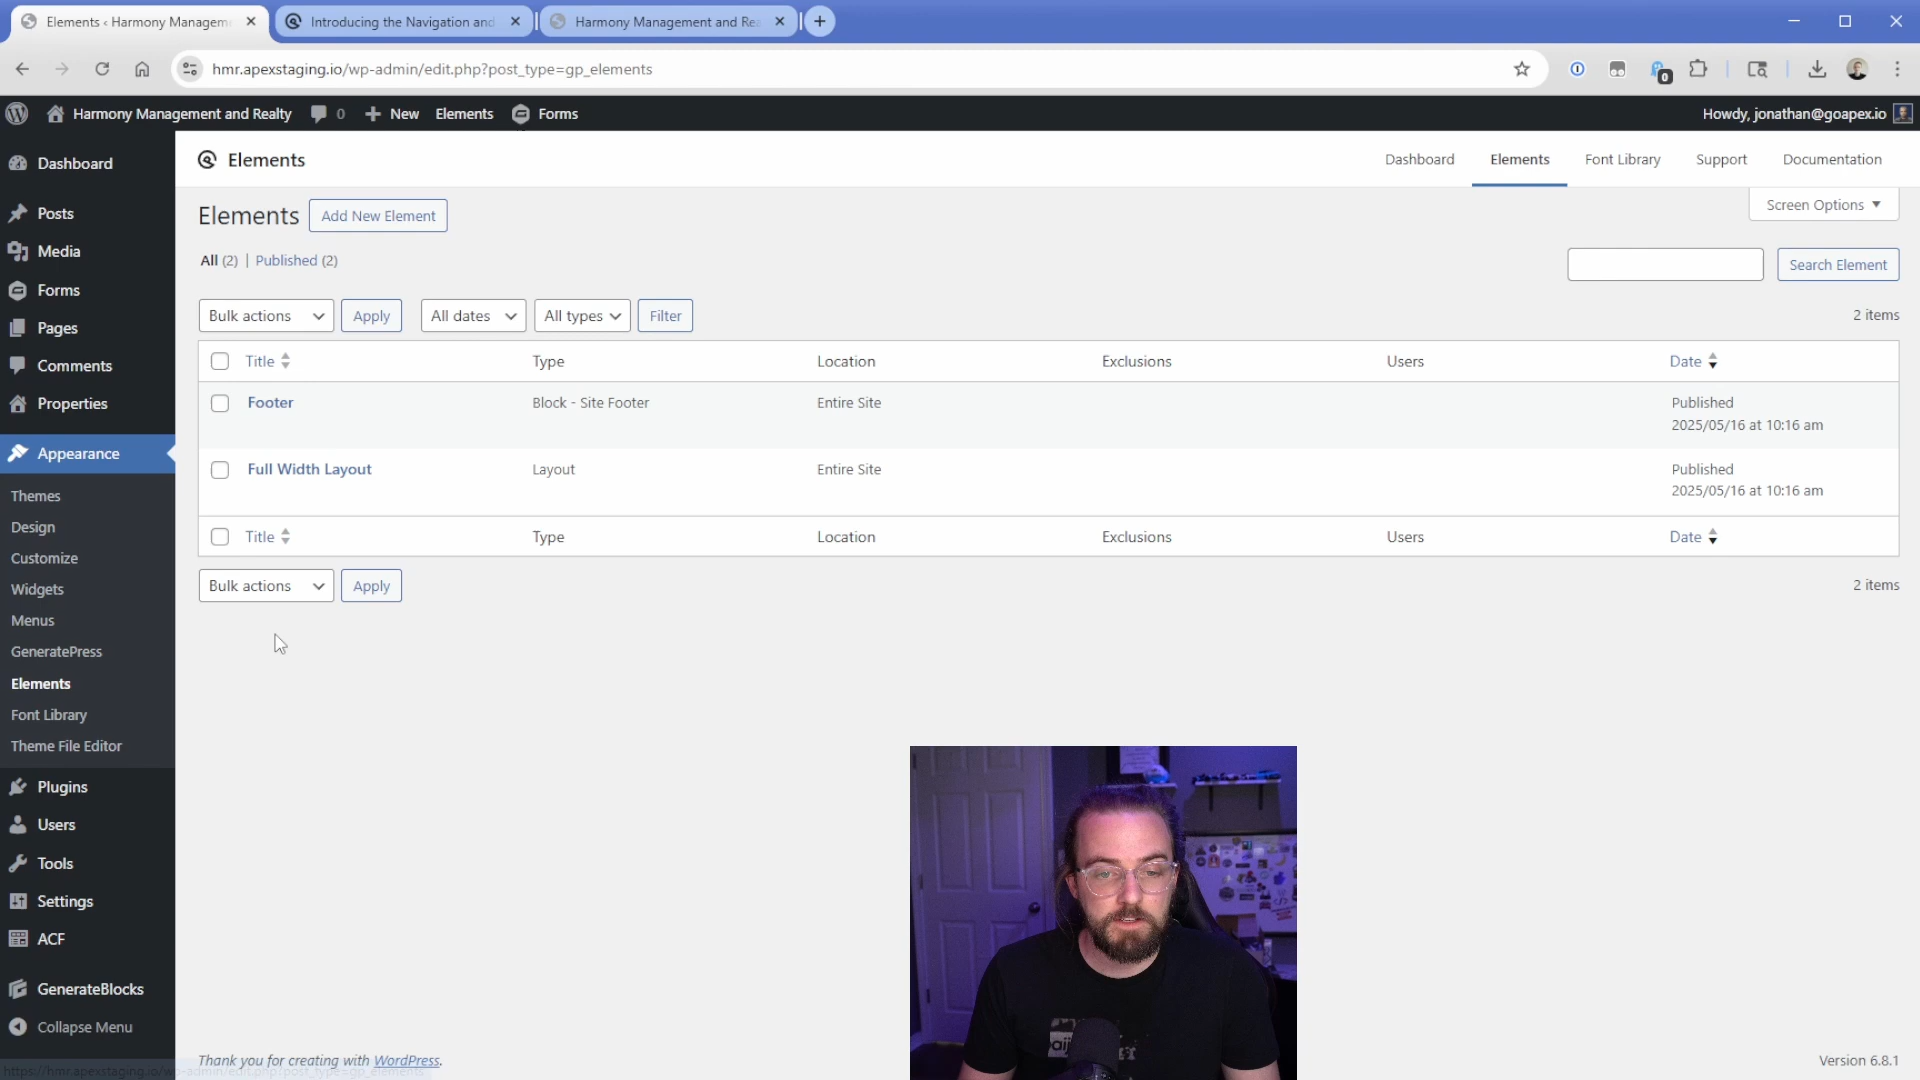 Elements ‹ Harmony Managem
Introducing the Navigation and
Harmony Management and Rea
hmr.apexstaging.io/wp-admin/edit.php?post_type=gp_elements
0
Harmony Management and Realty
0
New
Elements
Forms
Howdy, jonathan@goapex.io
Dashboard
Posts
Media
Forms
Pages
Comments
Properties
Appearance
Themes
Design
Customize
Widgets
Menus
GeneratePress
Elements
Font Library
Theme File Editor
Plugins
Users
Tools
Settings
ACF
GenerateBlocks
Collapse Menu
Elements
Dashboard
Elements
Font Library
Support
Documentation
Elements
Add New Element
Screen Options
All (2) | Published (2)
Search Element
Bulk actions
Apply
All dates
All types
Filter
2 items
Title Type Location Exclusions Users Date
Footer Block - Site Footer Entire Site Published
2025/05/16 at 10:16 am
Full Width Layout Layout Entire Site Published
2025/05/16 at 10:16 am
Title Type Location Exclusions Users Date
Bulk actions
Apply
2 items
Thank you for creating with WordPress.
Version 6.8.1
https://hmr.apexstaging.io/wp-admin/edit.php?post_type=gp_elements